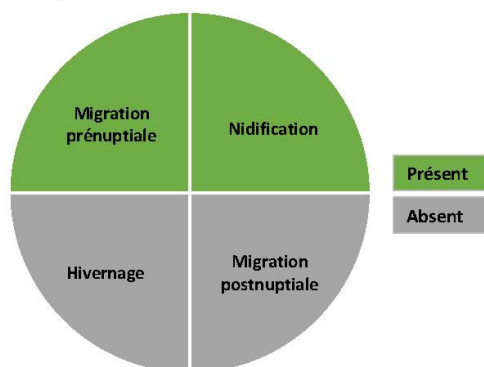 Migration
prénuptiale
Nidification
Présent
Absent
Hivernage
Migration
postnuptiale